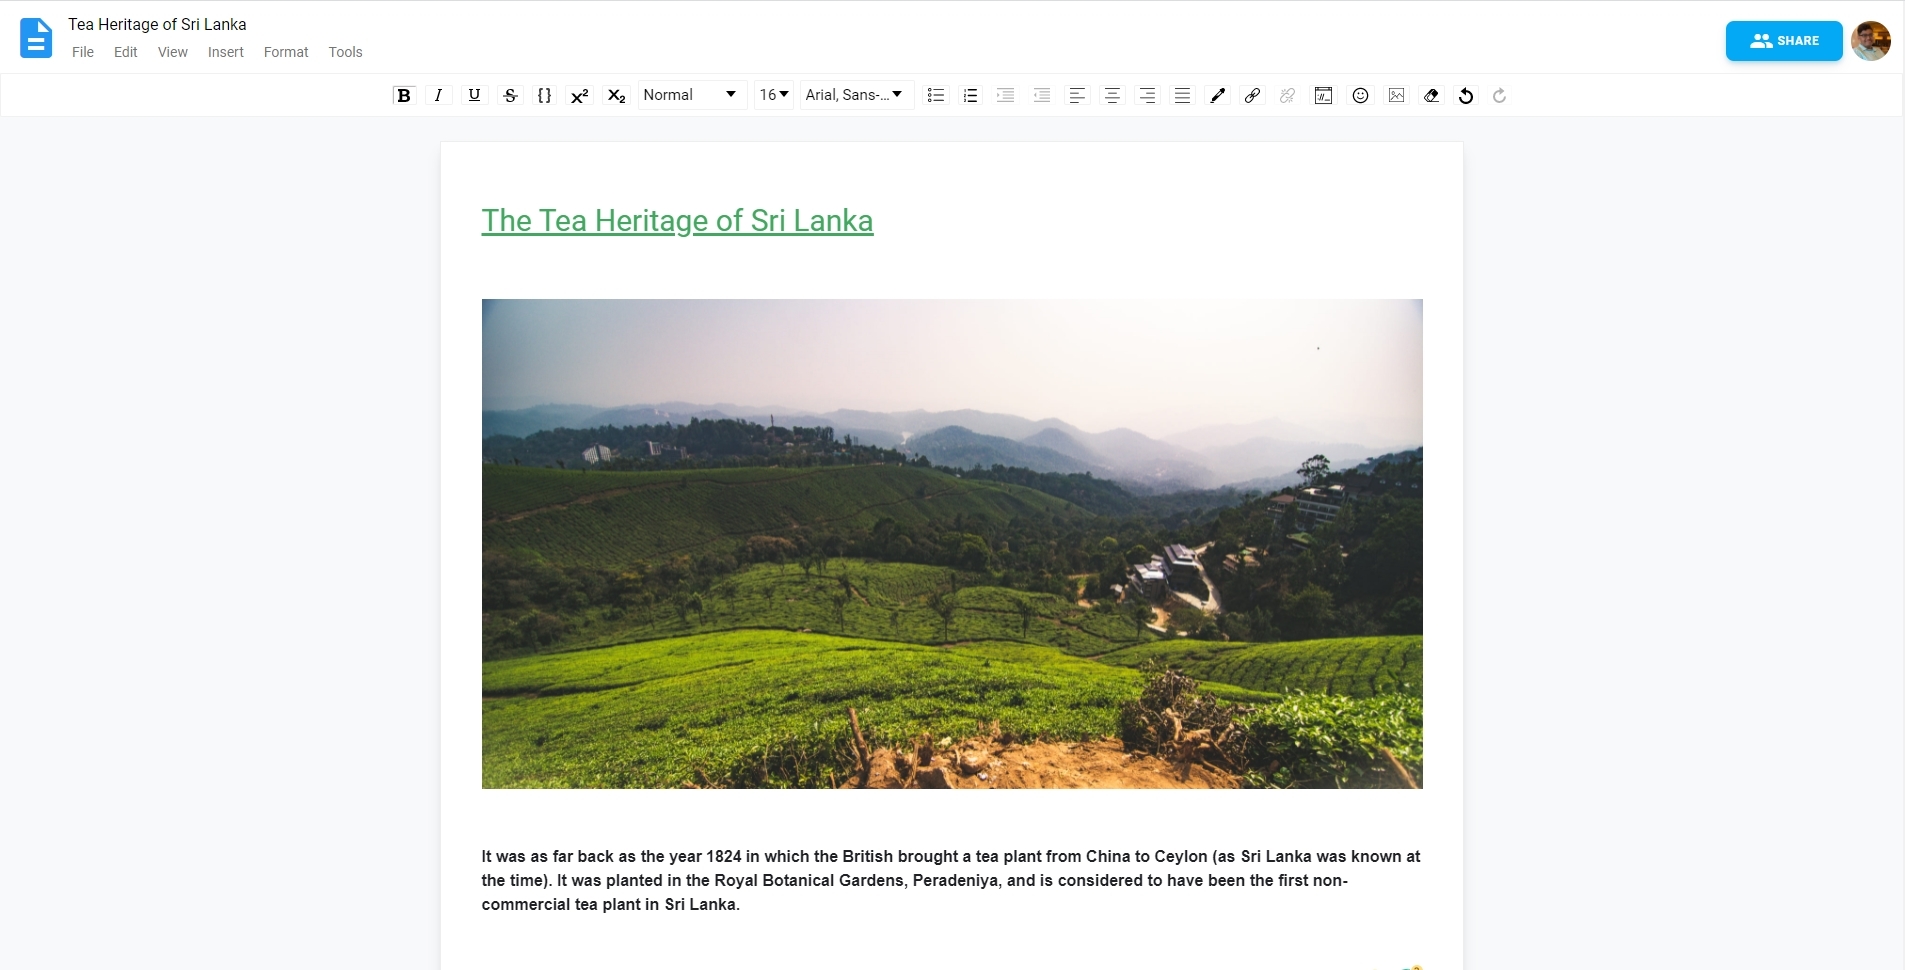 Tea Heritage of Sri Lanka
File Edit View Insert Format Tools
SHARE
B I U S {} X² X₂ Normal 16 Arial, Sans-...
The Tea Heritage of Sri Lanka
It was as far back as the year 1824 in which the British brought a tea plant from China to Ceylon (as Sri Lanka was known at
the time). It was planted in the Royal Botanical Gardens, Peradeniya, and is considered to have been the first non-
commercial tea plant in Sri Lanka.